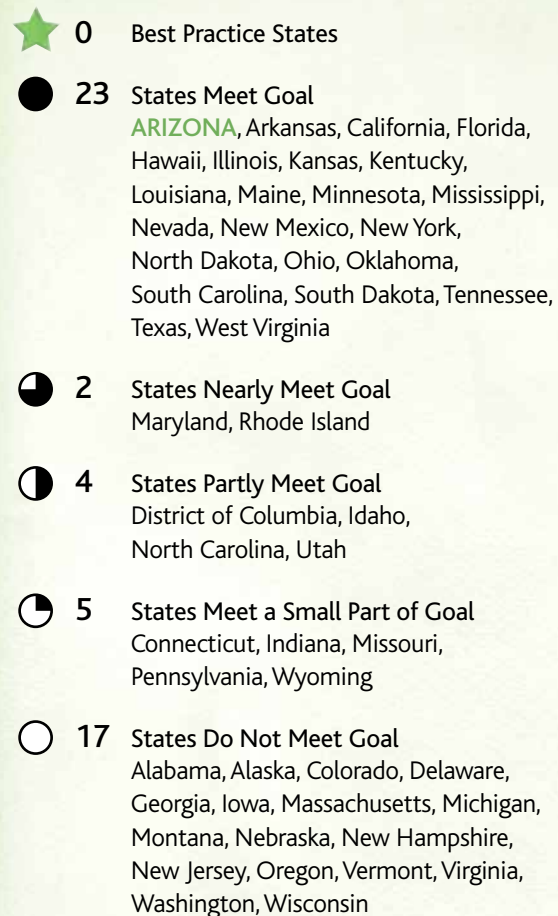 0 Best Practice States
23 States Meet Goal
ARIZONA, Arkansas, California, Florida,
Hawaii, Illinois, Kansas, Kentucky,
Louisiana, Maine, Minnesota, Mississippi,
Nevada, New Mexico, New York,
North Dakota, Ohio, Oklahoma,
South Carolina, South Dakota, Tennessee,
Texas, West Virginia
2 States Nearly Meet Goal
Maryland, Rhode Island
4 States Partly Meet Goal
District of Columbia, Idaho,
North Carolina, Utah
5 States Meet a Small Part of Goal
Connecticut, Indiana, Missouri,
Pennsylvania, Wyoming
17 States Do Not Meet Goal
Alabama, Alaska, Colorado, Delaware,
Georgia, Iowa, Massachusetts, Michigan,
Montana, Nebraska, New Hampshire,
New Jersey, Oregon, Vermont, Virginia,
Washington, Wisconsin